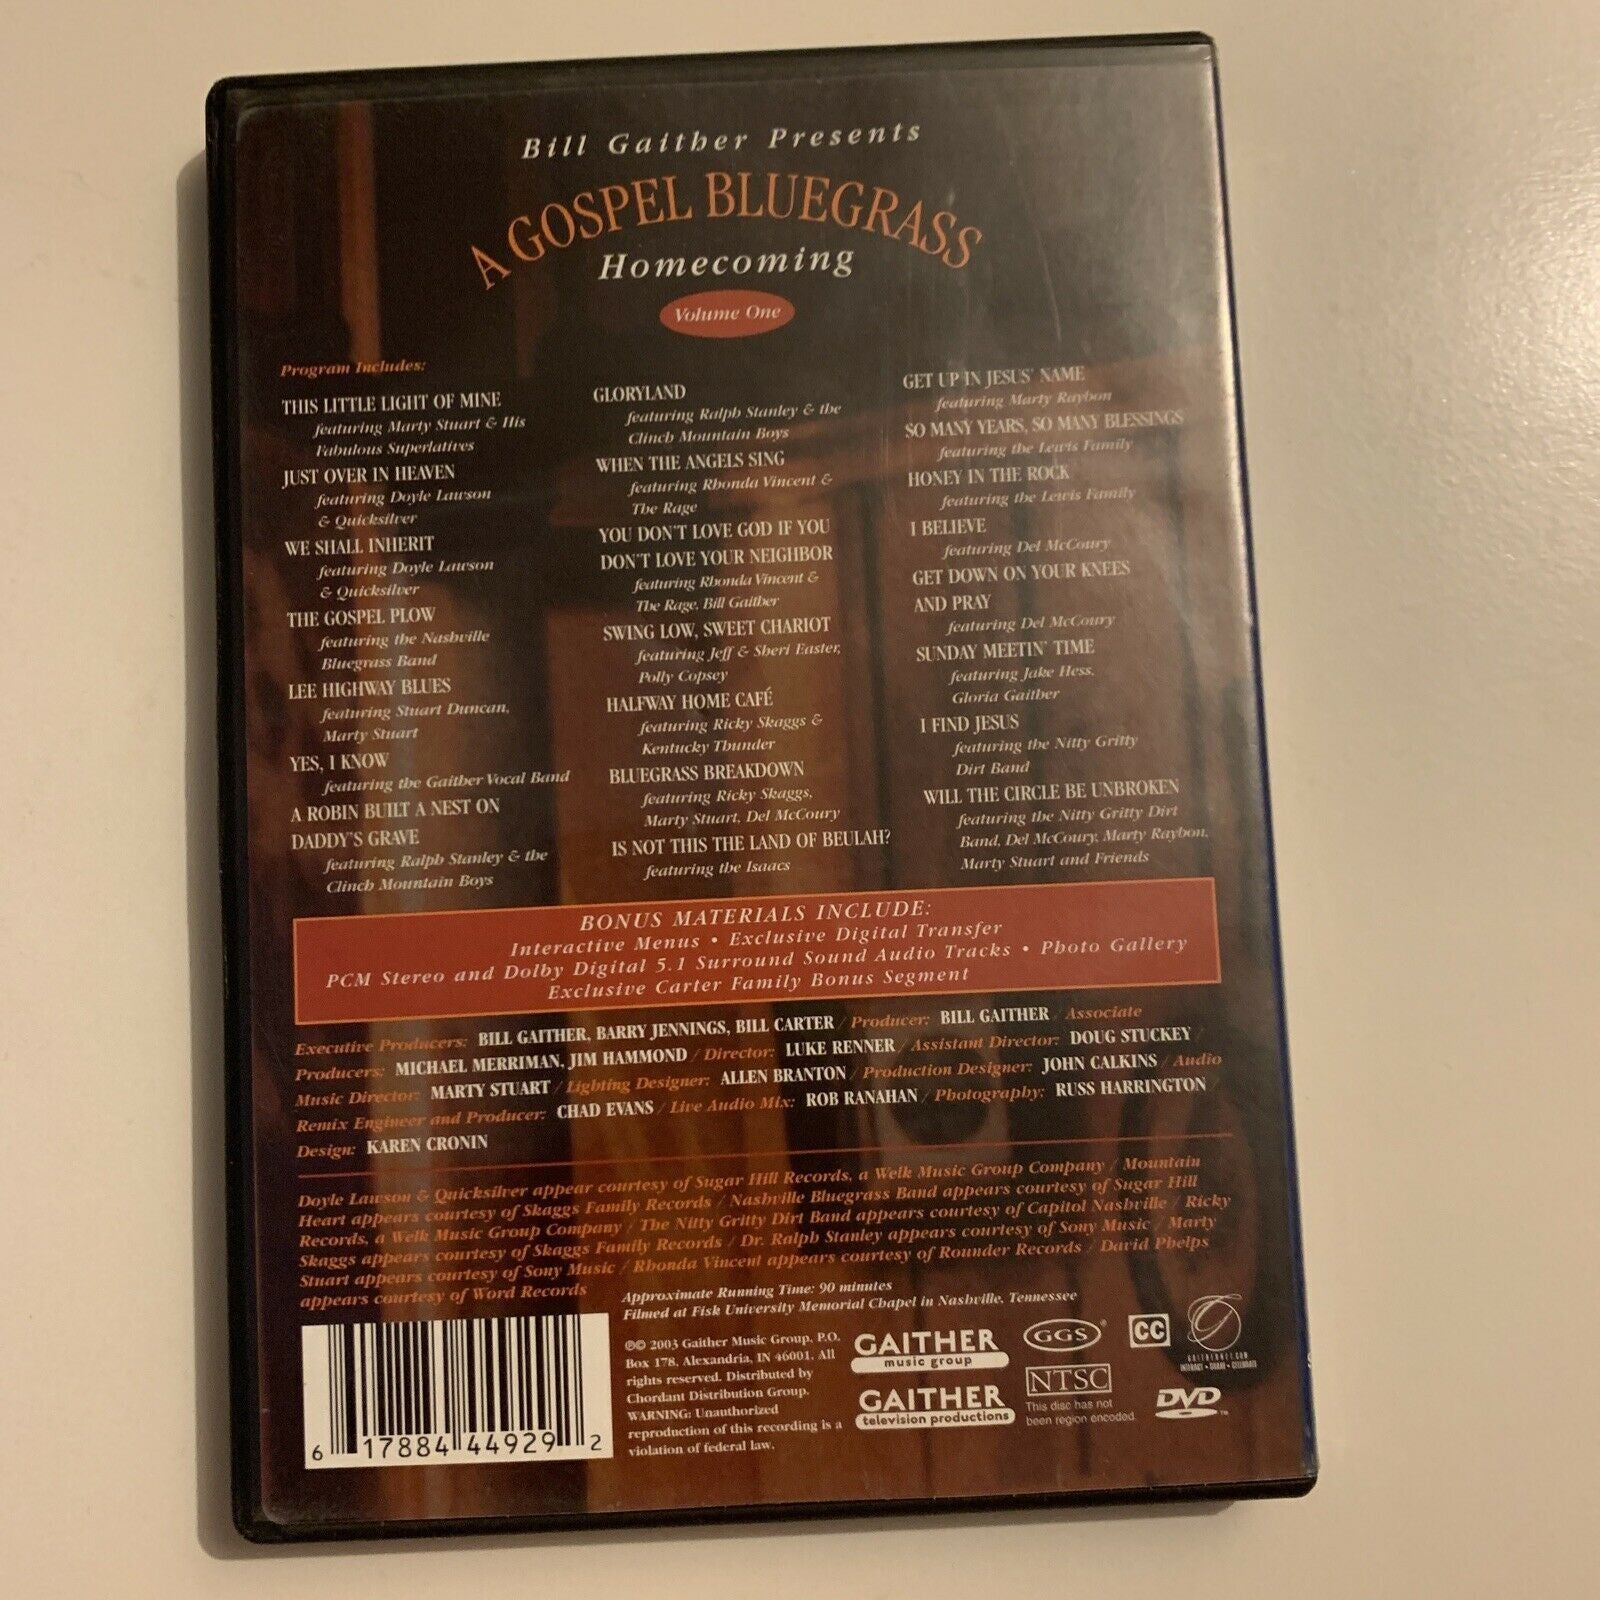 Bill Gaither Presents
A GOSPEL BLUEGRASS
Homecoming
Volume One
Program Includes:
THIS LITTLE LIGHT OF MINE
featuring Marty Stuart & His
Fabulous Superlatives
JUST OVER IN HEAVEN
featuring Doyle Lawson
& Quicksilver
WE SHALL INHERIT
featuring Doyle Lawson
& Quicksilver
THE GOSPEL PLOW
featuring the Nashville
Bluegrass Band
LEE HIGHWAY BLUES
featuring Stuart Duncan,
Marty Stuart
YES, I KNOW
featuring the Gaither Vocal Band
A ROBIN BUILT A NEST ON
DADDY'S GRAVE
featuring Ralph Stanley & the
Clinch Mountain Boys
GLORYLAND
featuring Ralph Stanley & the
Clinch Mountain Boys
WHEN THE ANGELS SING
featuring Rhonda Vincent &
The Rage
YOU DON'T LOVE GOD IF YOU
DON'T LOVE YOUR NEIGHBOR
featuring Rhonda Vincent &
The Rage, Bill Gaither
SWING LOW, SWEET CHARIOT
featuring Jeff & Sheri Easter,
Polly Copsey
HALFWAY HOME CAFÉ
featuring Ricky Skaggs &
Kentucky Thunder
BLUEGRASS BREAKDOWN
featuring Ricky Skaggs,
Marty Stuart, Del McCoury
IS NOT THIS THE LAND OF BEULAH?
featuring the Isaacs
GET UP IN JESUS' NAME
featuring Marty Raybon
SO MANY YEARS, SO MANY BLESSINGS
featuring the Lewis Family
HONEY IN THE ROCK
featuring the Lewis Family
I BELIEVE
featuring Del McCoury
GET DOWN ON YOUR KNEES
AND PRAY
featuring Del McCoury
SUNDAY MEETIN' TIME
featuring Jake Hess,
Gloria Gaither
I FIND JESUS
featuring the Nitty Gritty
Dirt Band
WILL THE CIRCLE BE UNBROKEN
featuring the Nitty Gritty Dirt
Band, Del McCoury, Marty Raybon,
Marty Stuart and Friends
BONUS MATERIALS INCLUDE:
Interactive Menus • Exclusive Digital Transfer
PCM Stereo and Dolby Digital 5.1 Surround Sound Audio Tracks • Photo Gallery
Exclusive Carter Family Bonus Segment
Executive Producers: BILL GAITHER, BARRY JENNINGS, BILL CARTER / Producer: BILL GAITHER / Associate
Producers: MICHAEL MERRIMAN, JIM HAMMOND / Director: LUKE RENNER / Assistant Director: DOUG STUCKEY /
Music Director: MARTY STUART / Lighting Designer: ALLEN BRANTON / Production Designer: JOHN CALKINS / Audio
Remix Engineer and Producer: CHAD EVANS / Live Audio Mix: ROB RANAHAN / Photography: RUSS HARRINGTON /
Design: KAREN CRONIN
Doyle Lawson & Quicksilver appear courtesy of Sugar Hill Records, a Welk Music Group Company / Mountain
Heart appears courtesy of Skaggs Family Records / Nashville Bluegrass Band appears courtesy of Sugar Hill
Records, a Welk Music Group Company / The Nitty Gritty Dirt Band appears courtesy of Capitol Nashville / Ricky
Skaggs appears courtesy of Skaggs Family Records / Dr. Ralph Stanley appears courtesy of Sony Music / Marty
Stuart appears courtesy of Sony Music / Rhonda Vincent appears courtesy of Rounder Records / David Phelps
appears courtesy of Word Records
Approximate Running Time: 90 minutes
Filmed at Fisk University Memorial Chapel in Nashville, Tennessee
℗© 2003 Gaither Music Group, P.O.
Box 178, Alexandria, IN 46001. All
rights reserved. Distributed by
Chordant Distribution Group.
WARNING: Unauthorized
reproduction of this recording is a
violation of federal law.
GAITHER
music group
GAITHER
television productions
GGS®
NTSC
This disc has not
been region encoded.
CC
GAITHERNET.COM
INTERACT • SHARE • CELEBRATE
DVD™
6 17884 44929 2